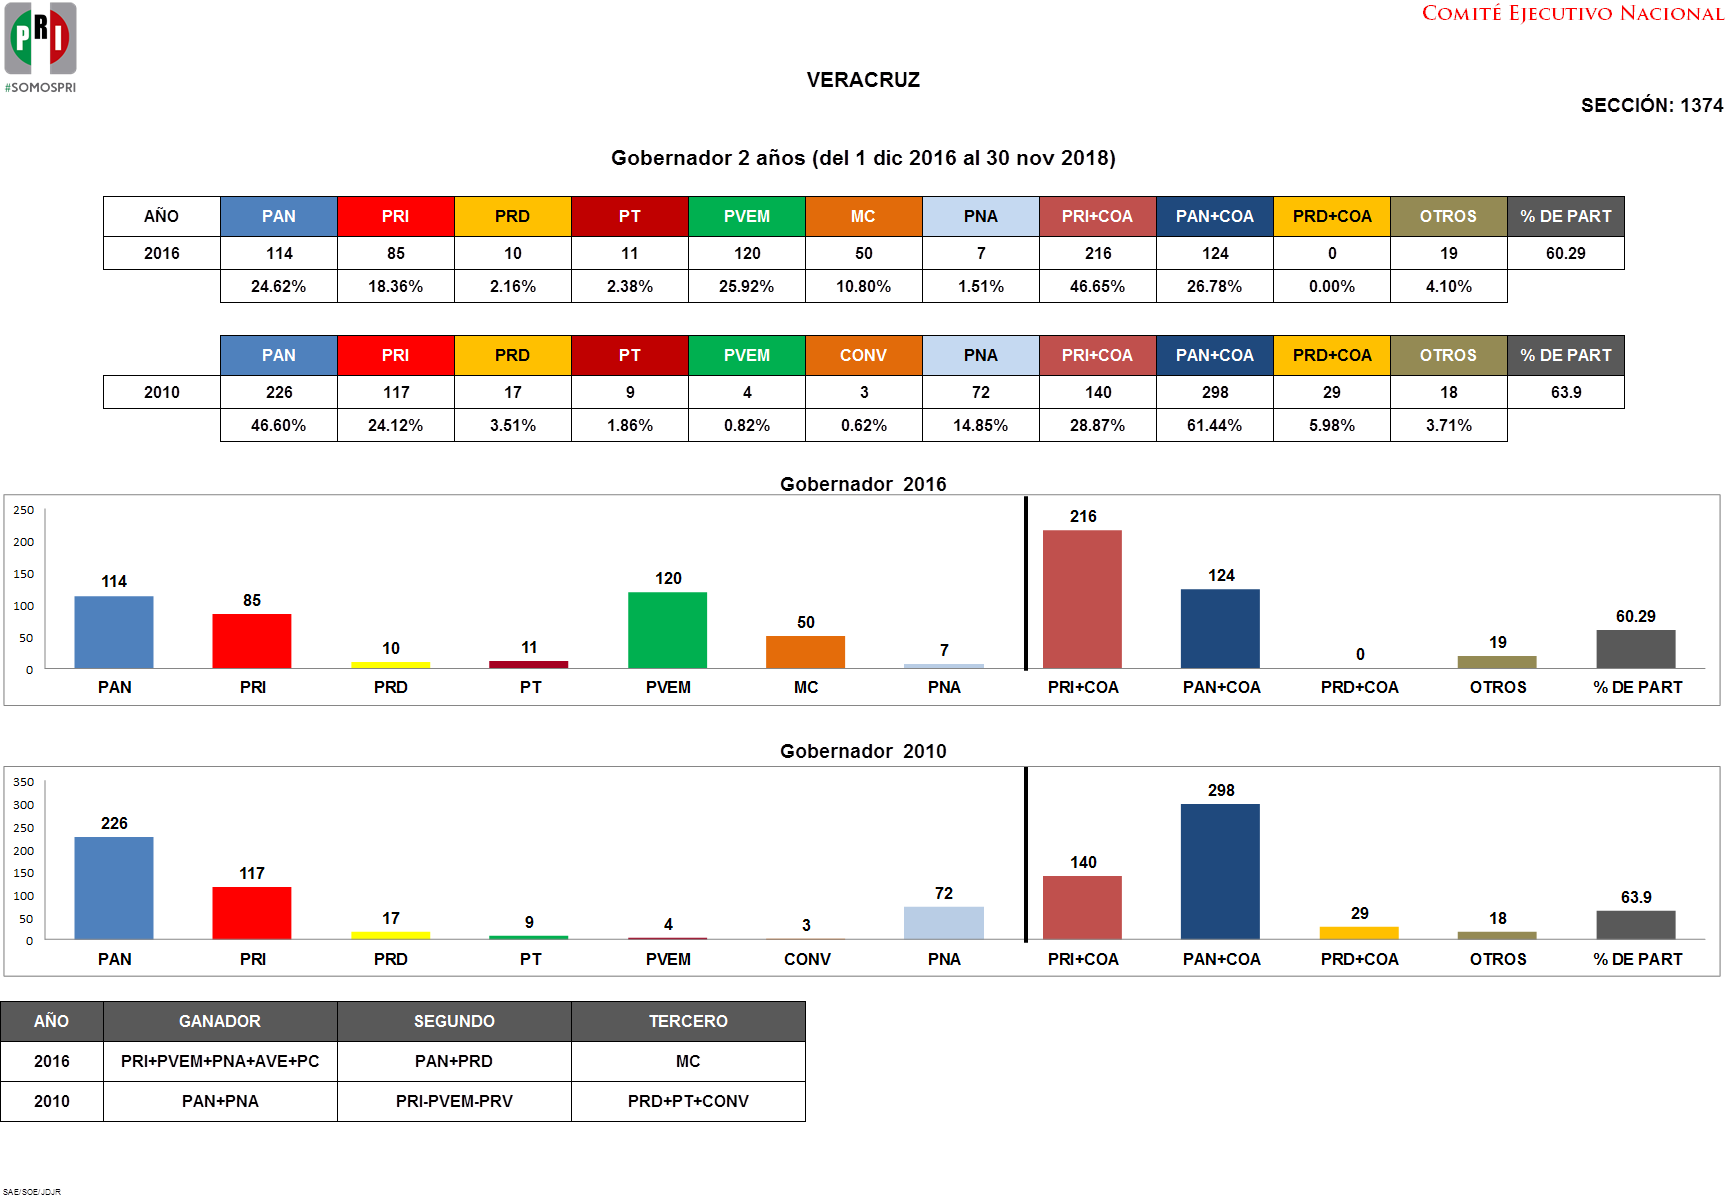 PRI
#SOMOSPRI
COMITÉ EJECUTIVO NACIONAL
VERACRUZ
SECCIÓN: 1374
Gobernador 2 años (del 1 dic 2016 al 30 nov 2018)
AÑO PAN PRI PRD PT PVEM MC PNA PRI+COA PAN+COA PRD+COA OTROS % DE PART
2016 114 85 10 11 120 50 7 216 124 0 19 60.29
24.62% 18.36% 2.16% 2.38% 25.92% 10.80% 1.51% 46.65% 26.78% 0.00% 4.10%
PAN PRI PRD PT PVEM CONV PNA PRI+COA PAN+COA PRD+COA OTROS % DE PART
2010 226 117 17 9 4 3 72 140 298 29 18 63.9
46.60% 24.12% 3.51% 1.86% 0.82% 0.62% 14.85% 28.87% 61.44% 5.98% 3.71%
Gobernador 2016
250
200
150
100
50
0
114 85 10 11 120 50 7 216 124 0 19 60.29
PAN PRI PRD PT PVEM MC PNA PRI+COA PAN+COA PRD+COA OTROS % DE PART
Gobernador 2010
350
300
250
200
150
100
50
0
226 117 17 9 4 3 72 140 298 29 18 63.9
PAN PRI PRD PT PVEM CONV PNA PRI+COA PAN+COA PRD+COA OTROS % DE PART
AÑO GANADOR SEGUNDO TERCERO
2016 PRI+PVEM+PNA+AVE+PC PAN+PRD MC
2010 PAN+PNA PRI-PVEM-PRV PRD+PT+CONV
SAE/SOE/JDJR